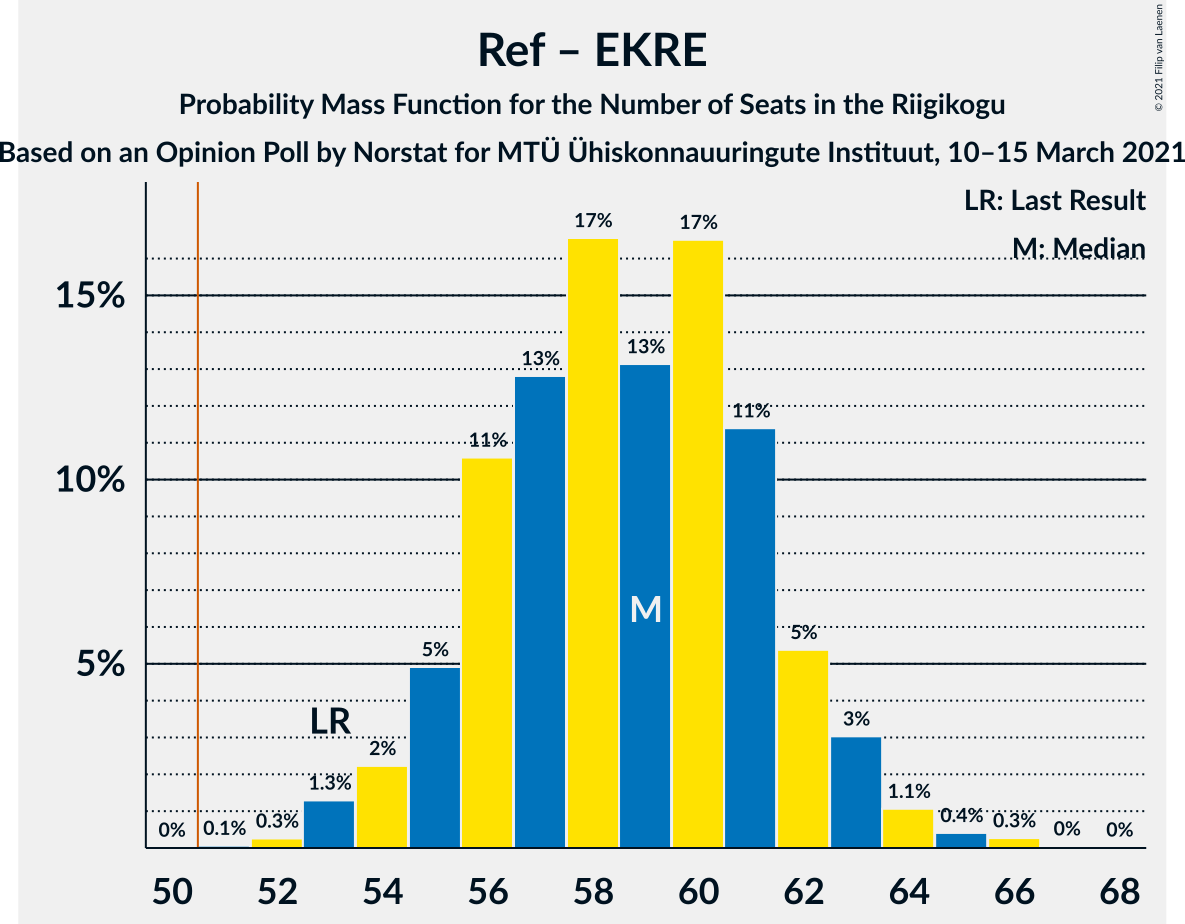 Ref – EKRE
Probability Mass Function for the Number of Seats in the Riigikogu
Based on an Opinion Poll by Norstat for MTÜ Ühiskonnauuringute Instituut, 10–15 March 2021
© 2021 Filip van Laenen
LR: Last Result
M: Median
17%
17%
15%
13%
13%
11%
11%
10%
M
5%
5%
5%
LR
3%
2%
1.3%
1.1%
0% 0.1% 0.3%
0.4% 0.3% 0% 0%
50 52 54 56 58 60 62 64 66 68